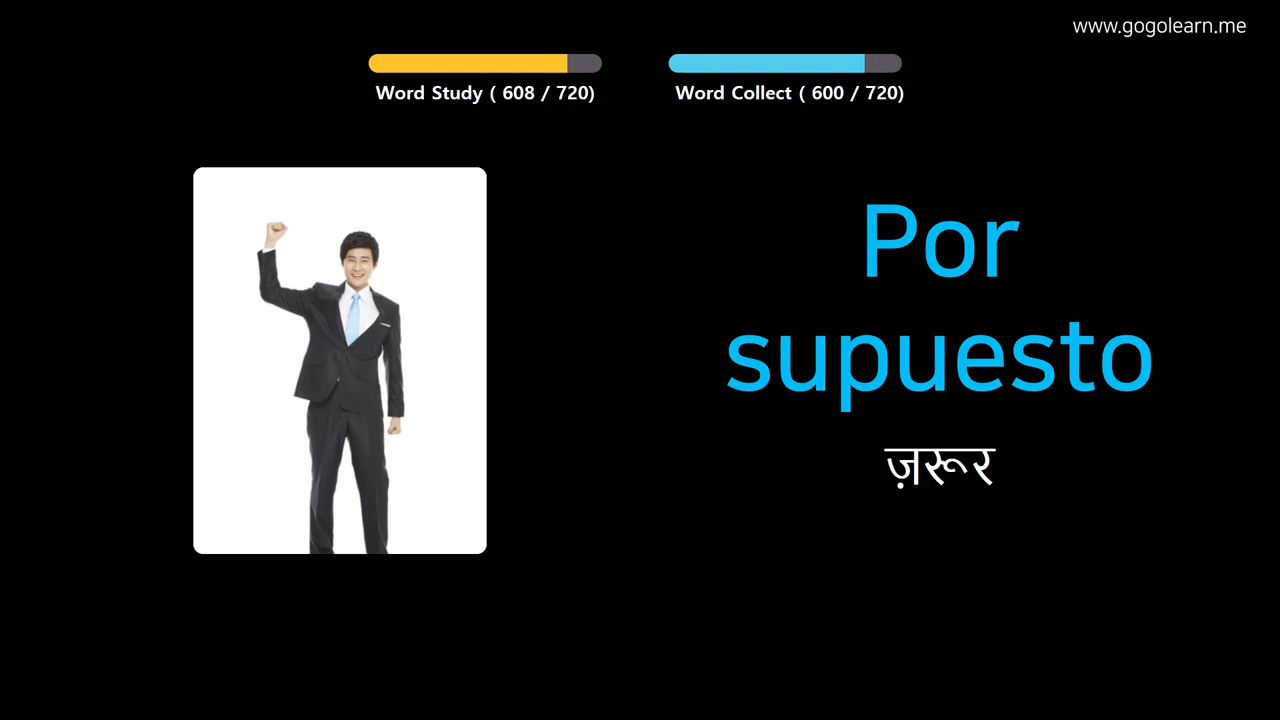 www.gogolearn.me
Word Study ( 608 / 720)
Word Collect ( 600 / 720)
Por
supuesto
ज़रूर